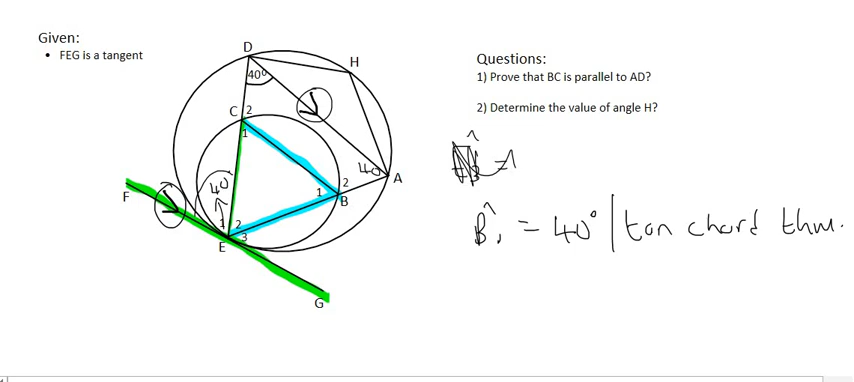 Given:
• FEG is a tangent
Questions:
1) Prove that BC is parallel to AD?
2) Determine the value of angle H?
D
H
40⁰
C 2
1
40
A
40
2
1
B
F
1 2
3
E
G
B̂₁ = 40° | tan chord thm.